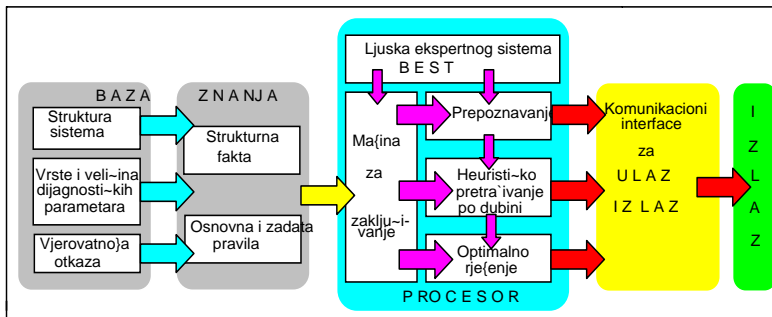 Ljuska ekspertnog sistema
B E S T
B A Z A
Z N A N J A
Struktura
sistema
Vrste i veli~ina
dijagnosti~kih
parametara
Vjerovatno}a
otkaza
Strukturna
fakta
Osnovna i zadata
pravila
Ma{ina
za
zaklju~i-
vanje
Prepoznavanje
Heuristi~ko
pretra`ivanje
po dubini
Optimalno
rje{enje
P R O C E S O R
Komunikacioni
interface
za
U L A Z
I Z L A Z
I
Z
L
A
Z